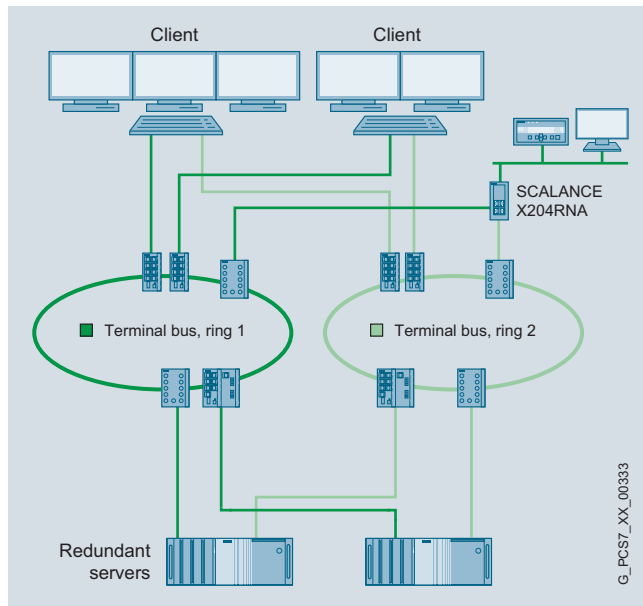 Client
Client
SCALANCE
X204RNA
Terminal bus, ring 1
Terminal bus, ring 2
Redundant
servers
G_PCS7_XX_00333